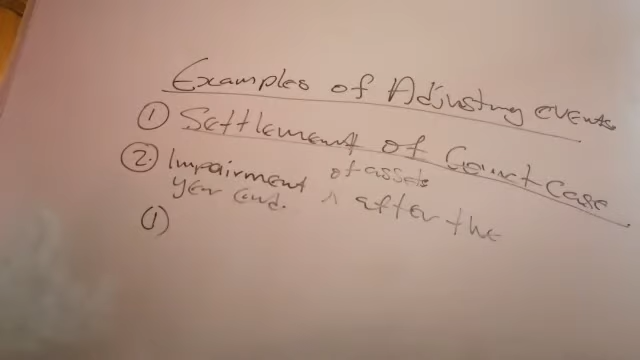 Examples of Adjusting events
① Settlement of Court Case
② Impairment of assets after the
year end.
①